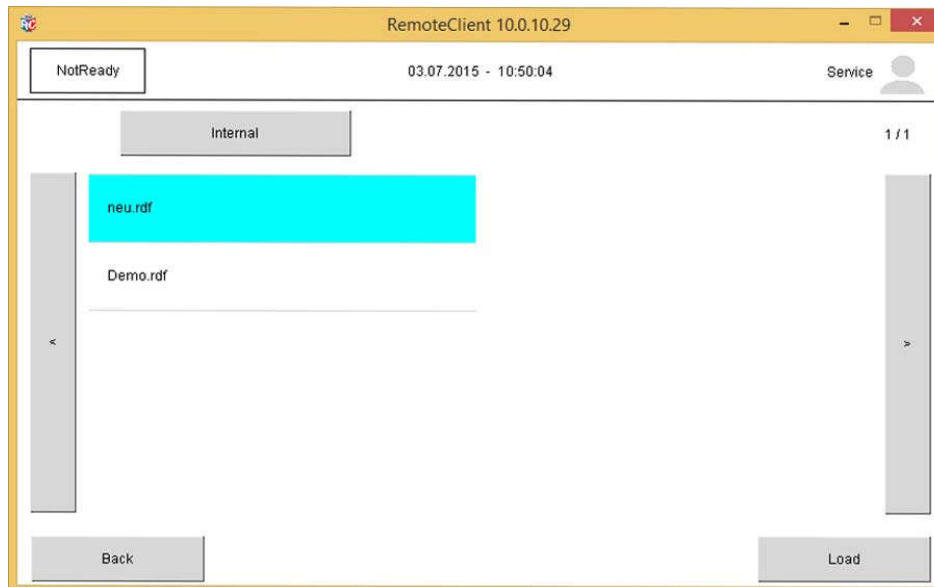 RemoteClient 10.0.10.29
NotReady
03.07.2015 - 10:50:04
Service
Internal
1 / 1
neu.rdf
Demo.rdf
<
>
Back
Load